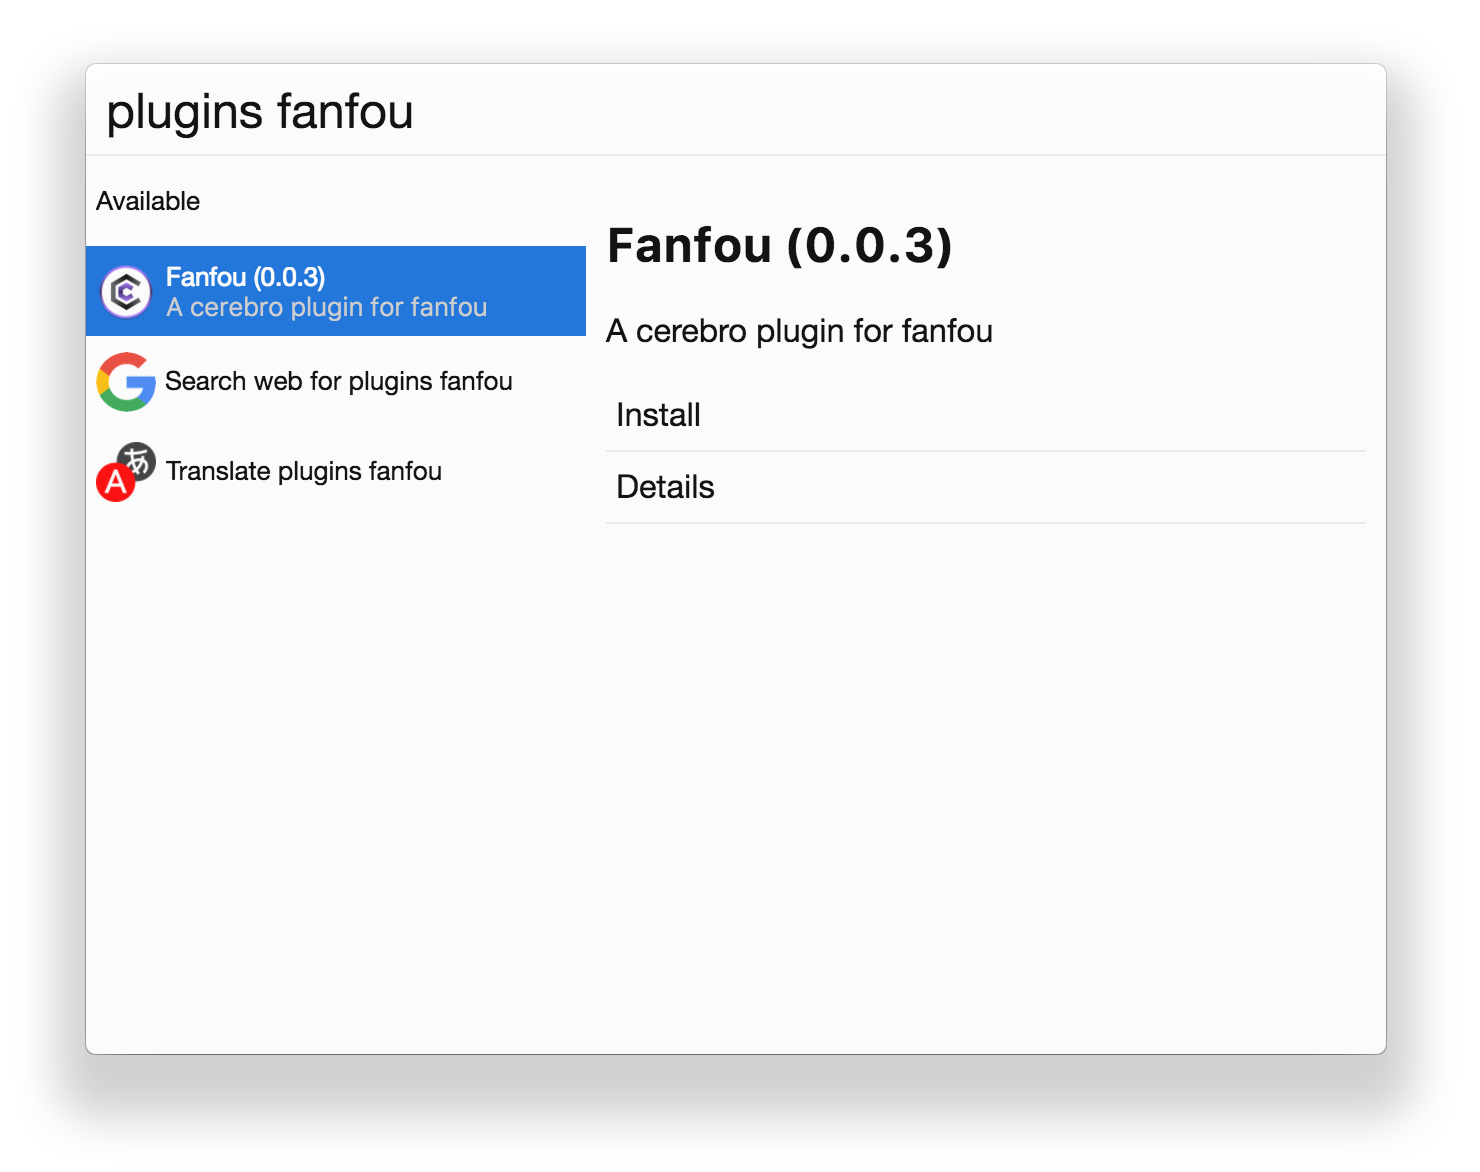 plugins fanfou
Available
Fanfou (0.0.3)
A cerebro plugin for fanfou
Search web for plugins fanfou
あ
A
Translate plugins fanfou
Fanfou (0.0.3)
A cerebro plugin for fanfou
Install
Details